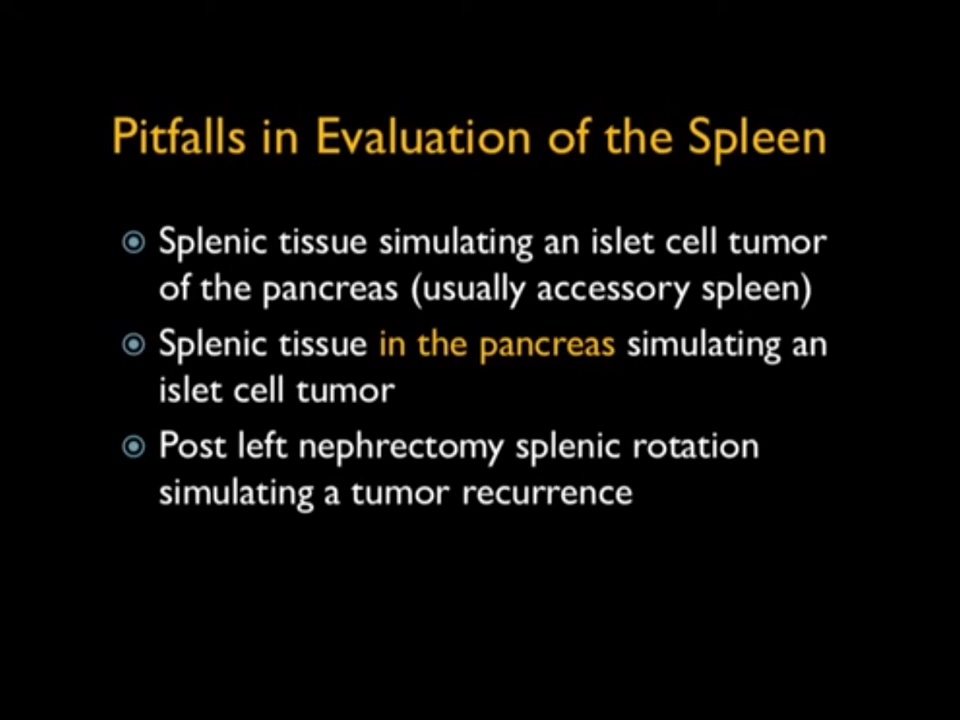 Pitfalls in Evaluation of the Spleen
Splenic tissue simulating an islet cell tumor
of the pancreas (usually accessory spleen)
Splenic tissue in the pancreas simulating an
islet cell tumor
Post left nephrectomy splenic rotation
simulating a tumor recurrence